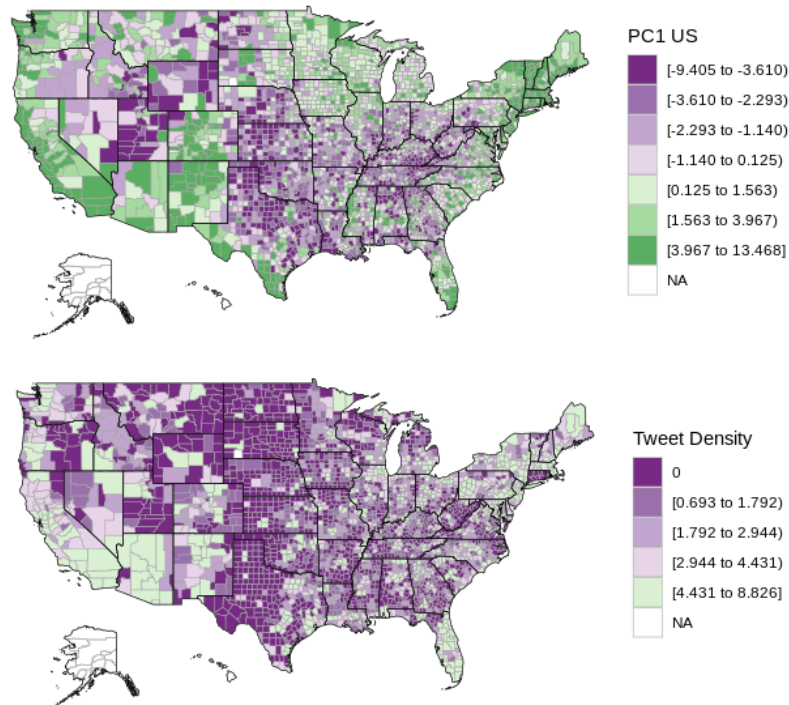 PC1 US
[-9.405 to -3.610)
[-3.610 to -2.293)
[-2.293 to -1.140)
[-1.140 to 0.125)
[0.125 to 1.563)
[1.563 to 3.967)
[3.967 to 13.468]
NA
Tweet Density
0
[0.693 to 1.792)
[1.792 to 2.944)
[2.944 to 4.431)
[4.431 to 8.826]
NA